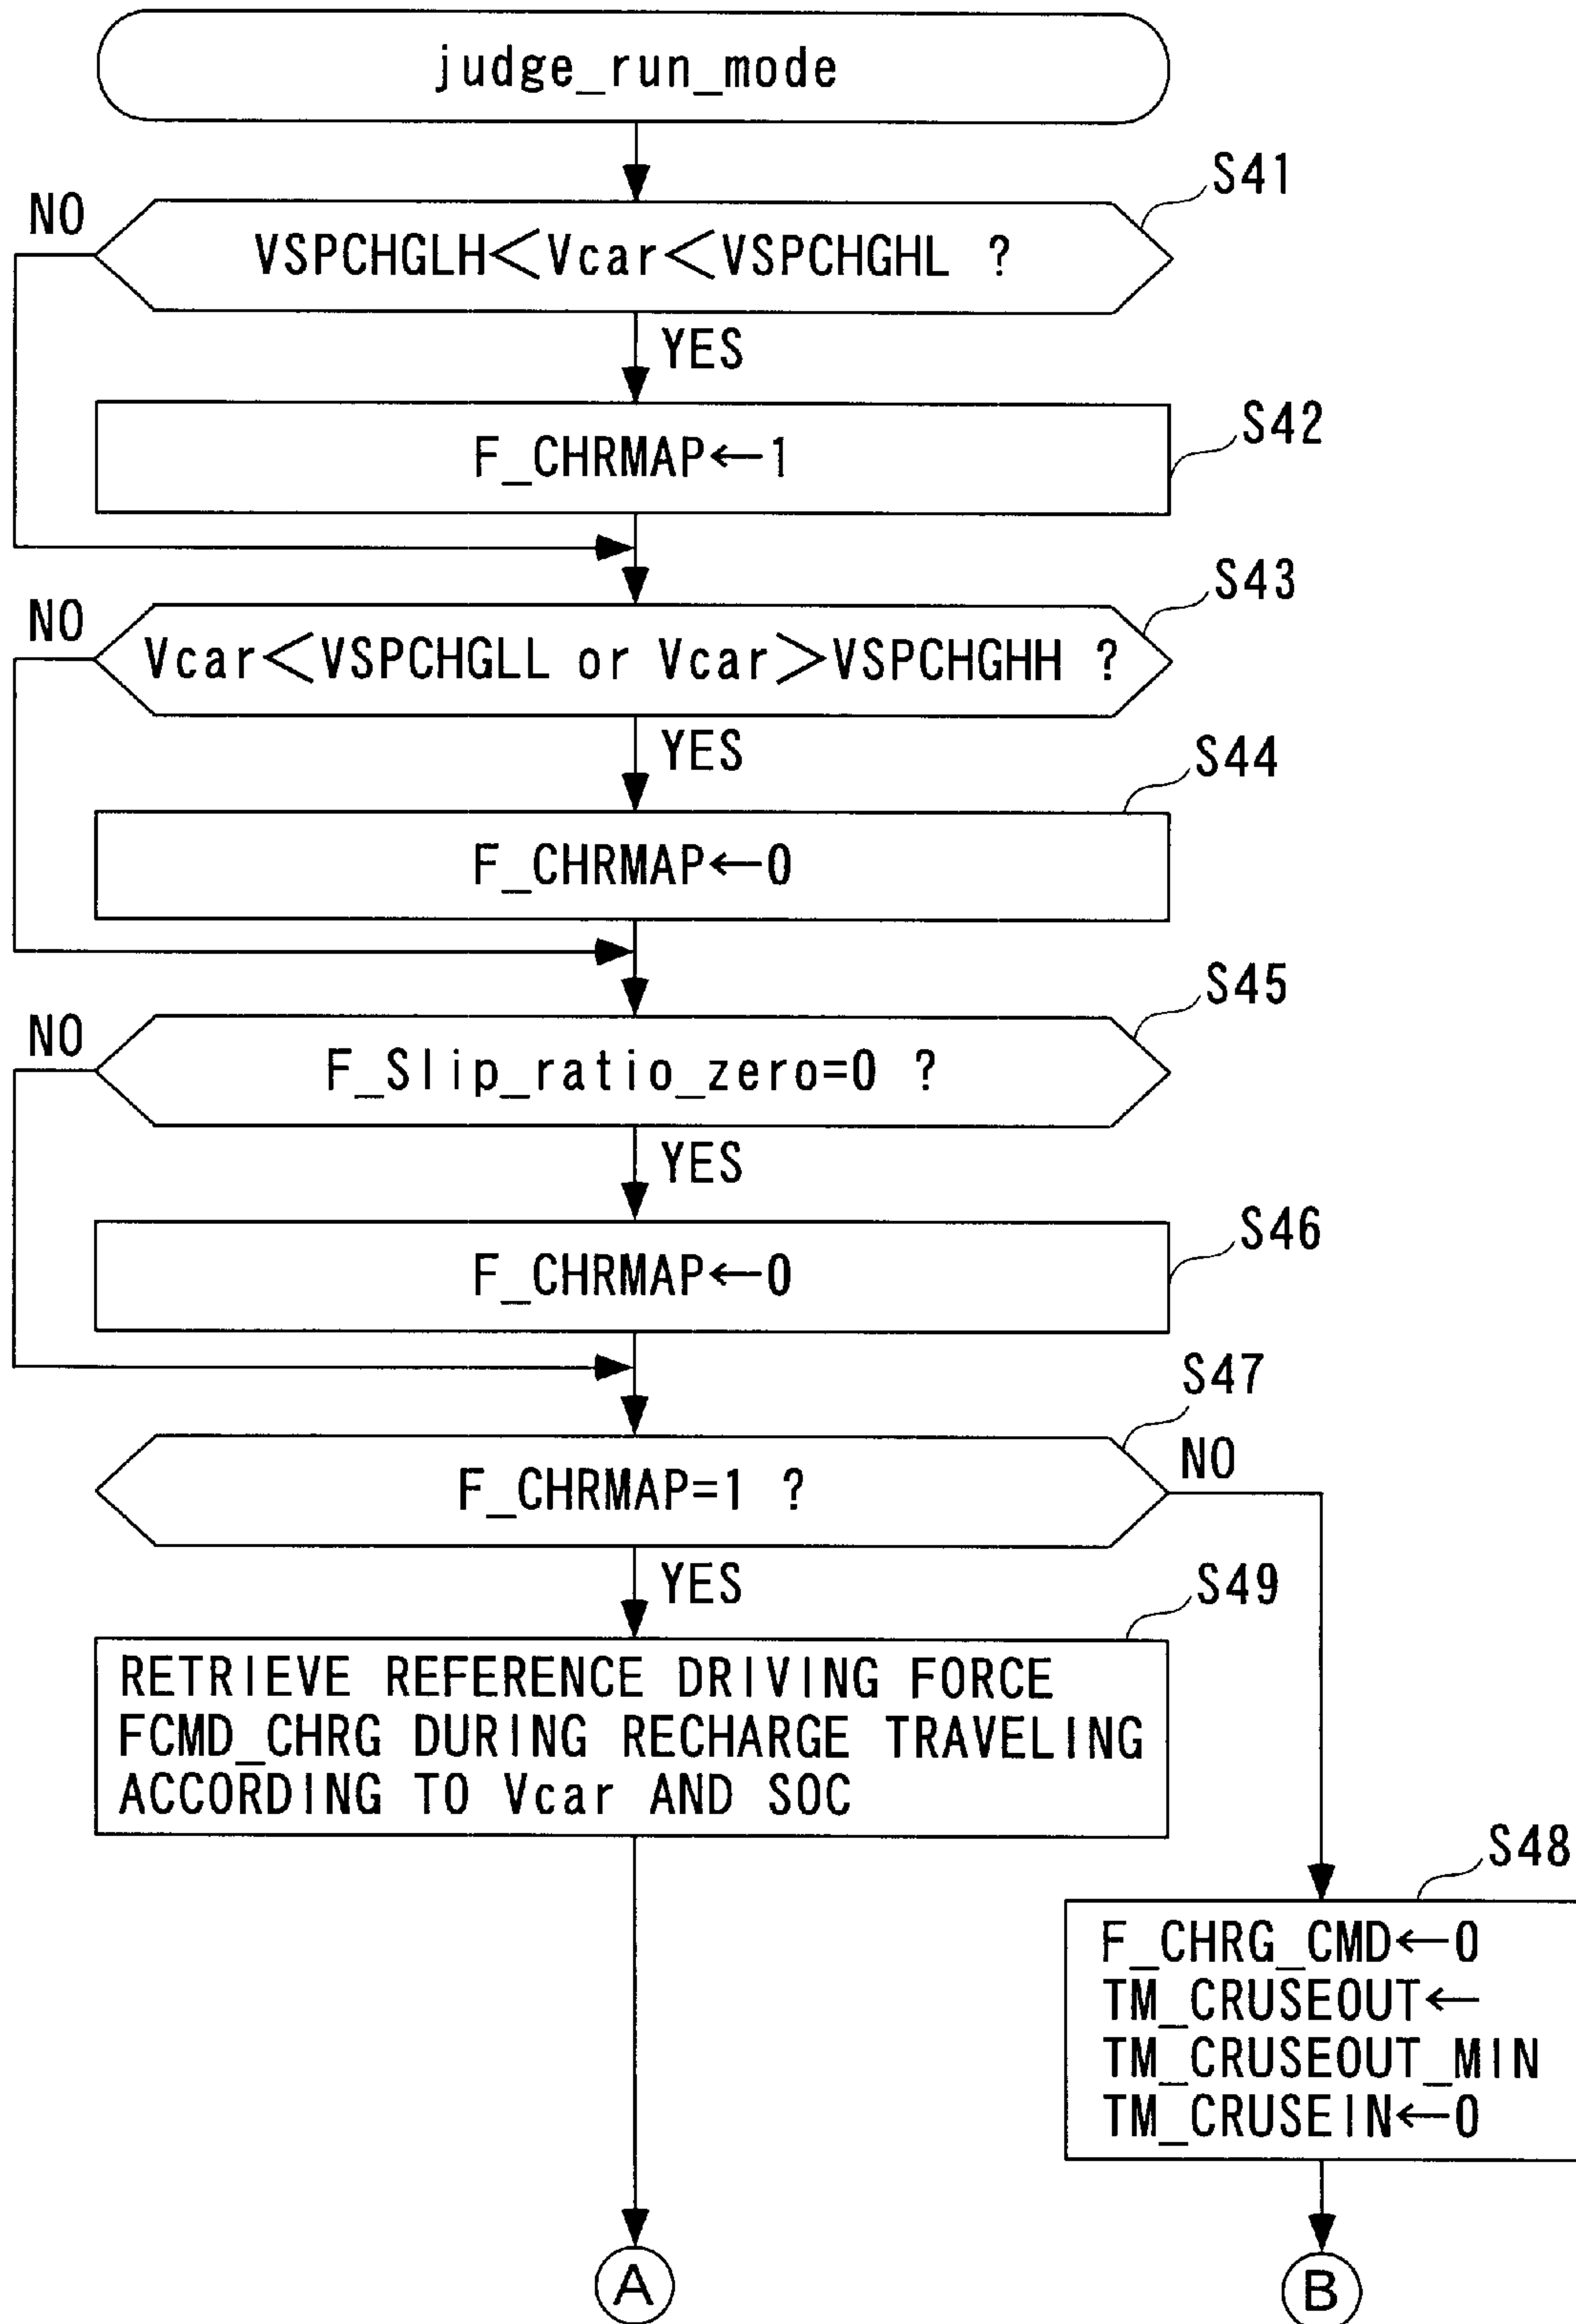 judge_run_mode
S41
NO
VSPCHGLH<Vcar<VSPCHGHL ?
YES
S42
F_CHRMAP←1
S43
NO
Vcar<VSPCHGLL or Vcar>VSPCHGHH ?
YES
S44
F_CHRMAP←0
S45
NO
F_Slip_ratio_zero=0 ?
YES
S46
F_CHRMAP←0
S47
NO
F_CHRMAP=1 ?
YES
S49
RETRIEVE REFERENCE DRIVING FORCE
FCMD_CHRG DURING RECHARGE TRAVELING
ACCORDING TO Vcar AND SOC
S48
F_CHRG_CMD←0
TM_CRUSEOUT←
TM_CRUSEOUT_MIN
TM_CRUSEIN←0
A
B